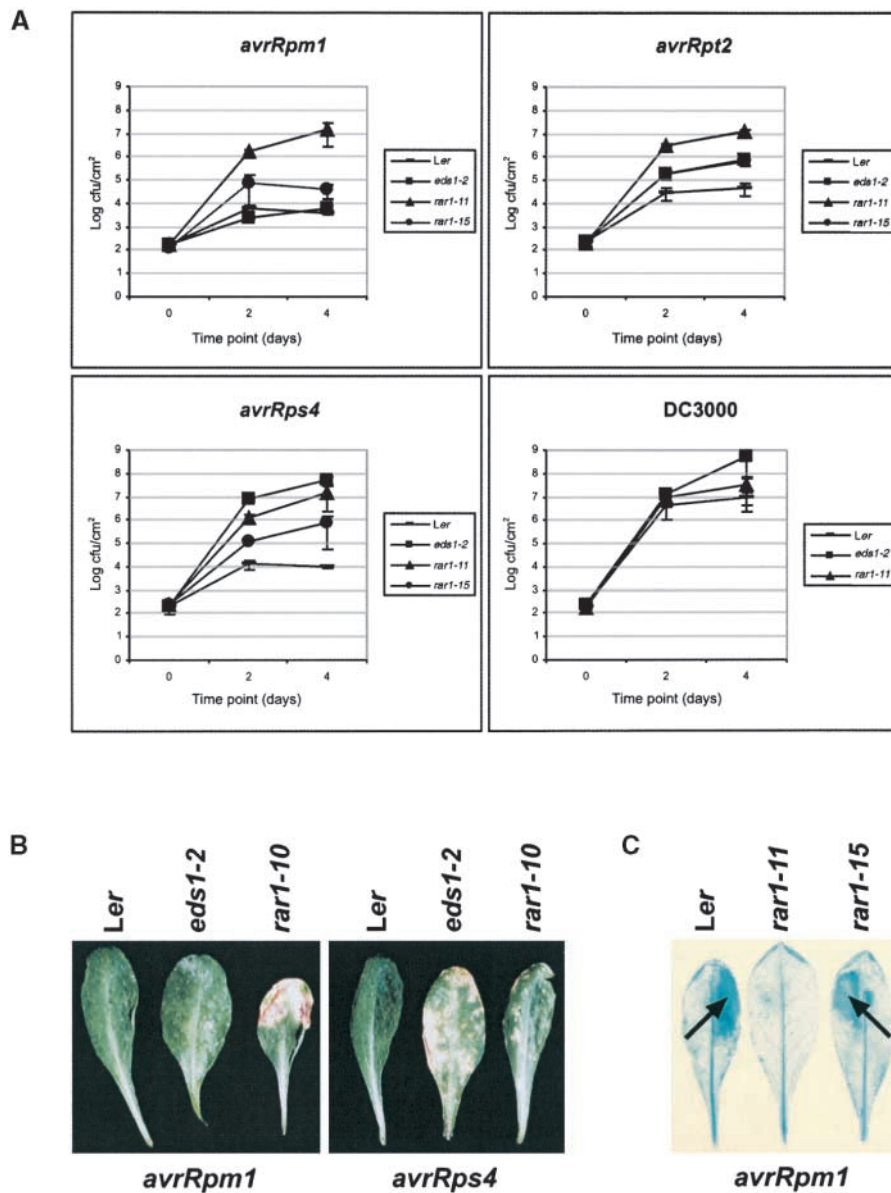 A
avrRpm1
9
8
7
6
5
4
3
2
1
0
Log cfu/cm²
0 2 4
Time point (days)
Ler
eds1-2
rar1-11
rar1-15
avrRpt2
9
8
7
6
5
4
3
2
1
0
Log cfu/cm²
0 2 4
Time point (days)
Ler
eds1-2
rar1-11
rar1-15
avrRps4
9
8
7
6
5
4
3
2
1
0
Log cfu/cm²
0 2 4
Time point (days)
Ler
eds1-2
rar1-11
rar1-15
DC3000
9
8
7
6
5
4
3
2
1
0
Log cfu/cm²
0 2 4
Time point (days)
Ler
eds1-2
rar1-11
B
Ler
eds1-2
rar1-10
Ler
eds1-2
rar1-10
avrRpm1
avrRps4
C
Ler
rar1-11
rar1-15
avrRpm1